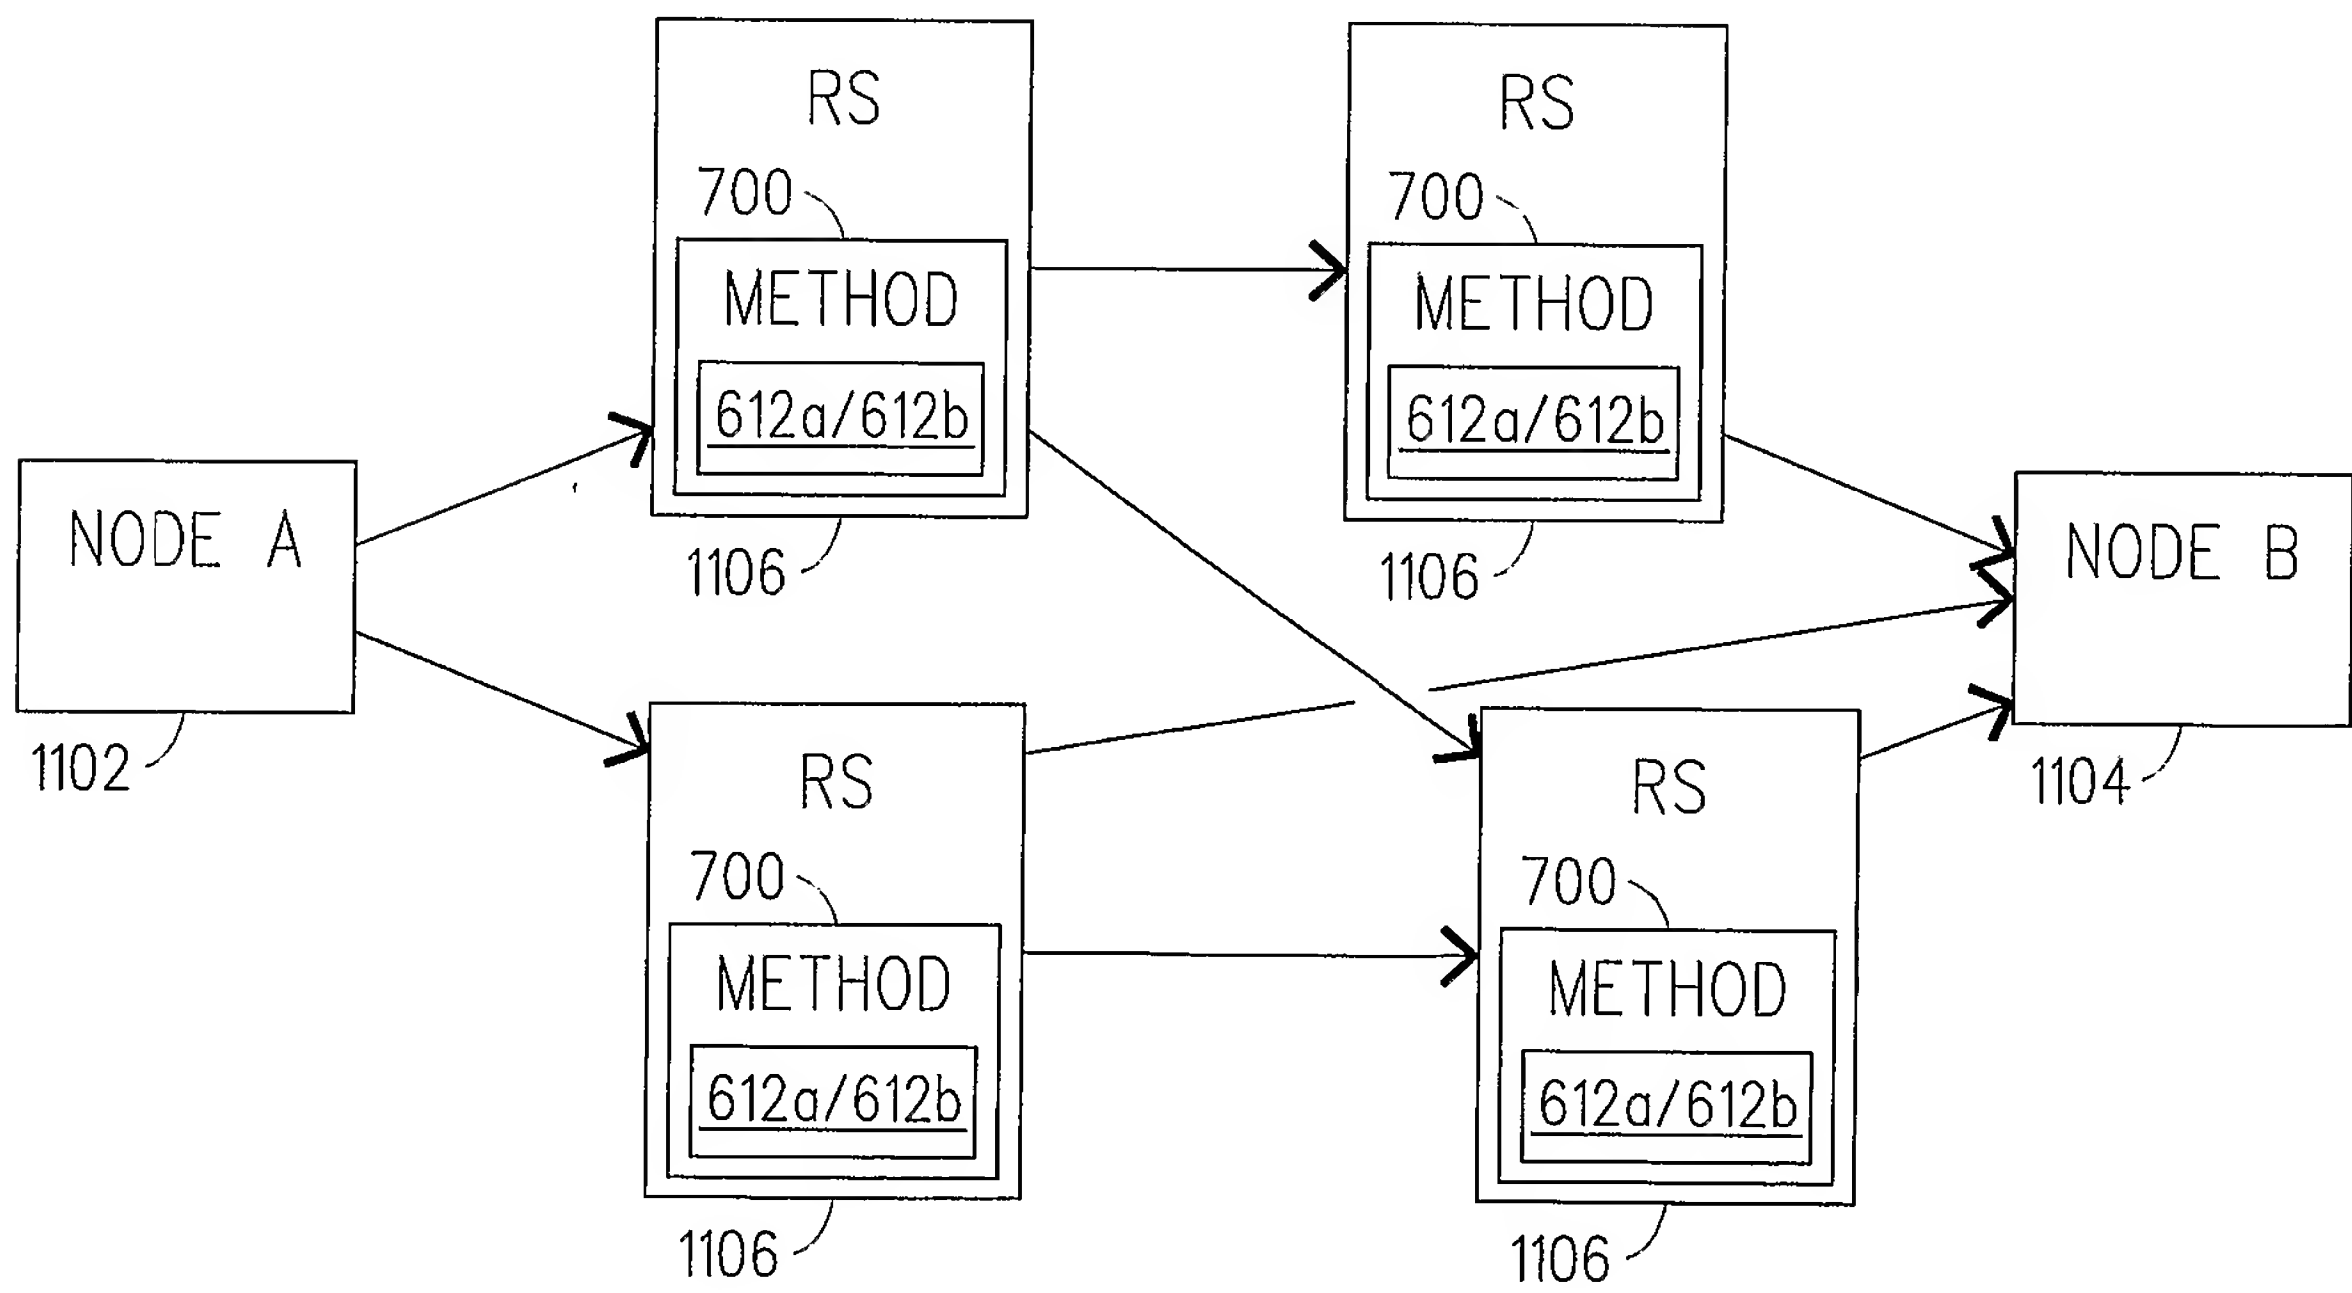 RS
700
METHOD
612a/612b
1106
RS
700
METHOD
612a/612b
1106
NODE A
1102
NODE B
1104
RS
700
METHOD
612a/612b
1106
RS
700
METHOD
612a/612b
1106